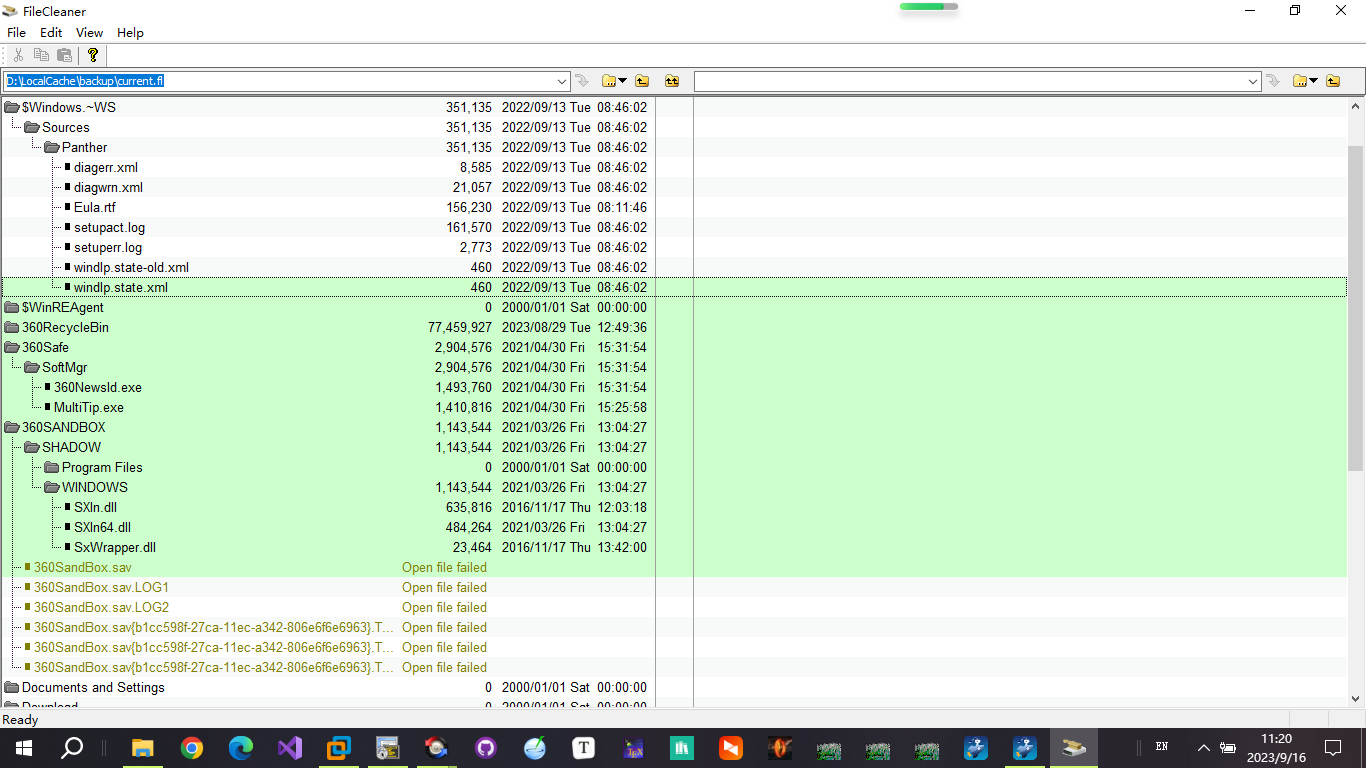 FileCleaner
File Edit View Help
D:\LocalCache\backup\current.fl
$Windows.~WS 351,135 2022/09/13 Tue 08:46:02
Sources 351,135 2022/09/13 Tue 08:46:02
Panther 351,135 2022/09/13 Tue 08:46:02
diagerr.xml 8,585 2022/09/13 Tue 08:46:02
diagwrn.xml 21,057 2022/09/13 Tue 08:46:02
Eula.rtf 156,230 2022/09/13 Tue 08:11:46
setupact.log 161,570 2022/09/13 Tue 08:46:02
setuperr.log 2,773 2022/09/13 Tue 08:46:02
windlp.state-old.xml 460 2022/09/13 Tue 08:46:02
windlp.state.xml 460 2022/09/13 Tue 08:46:02
$WinREAgent 0 2000/01/01 Sat 00:00:00
360RecycleBin 77,459,927 2023/08/29 Tue 12:49:36
360Safe 2,904,576 2021/04/30 Fri 15:31:54
SoftMgr 2,904,576 2021/04/30 Fri 15:31:54
360Newsld.exe 1,493,760 2021/04/30 Fri 15:31:54
MultiTip.exe 1,410,816 2021/04/30 Fri 15:25:58
360SANDBOX 1,143,544 2021/03/26 Fri 13:04:27
SHADOW 1,143,544 2021/03/26 Fri 13:04:27
Program Files 0 2000/01/01 Sat 00:00:00
WINDOWS 1,143,544 2021/03/26 Fri 13:04:27
SXIn.dll 635,816 2016/11/17 Thu 12:03:18
SXIn64.dll 484,264 2021/03/26 Fri 13:04:27
SxWrapper.dll 23,464 2016/11/17 Thu 13:42:00
360SandBox.sav Open file failed
360SandBox.sav.LOG1 Open file failed
360SandBox.sav.LOG2 Open file failed
360SandBox.sav{b1cc598f-27ca-11ec-a342-806e6f6e6963}.T... Open file failed
360SandBox.sav{b1cc598f-27ca-11ec-a342-806e6f6e6963}.T... Open file failed
360SandBox.sav{b1cc598f-27ca-11ec-a342-806e6f6e6963}.T... Open file failed
Documents and Settings 0 2000/01/01 Sat 00:00:00
Download 0 2000/01/01 Sat 00:00:00
Ready
EN
11:20
2023/9/16